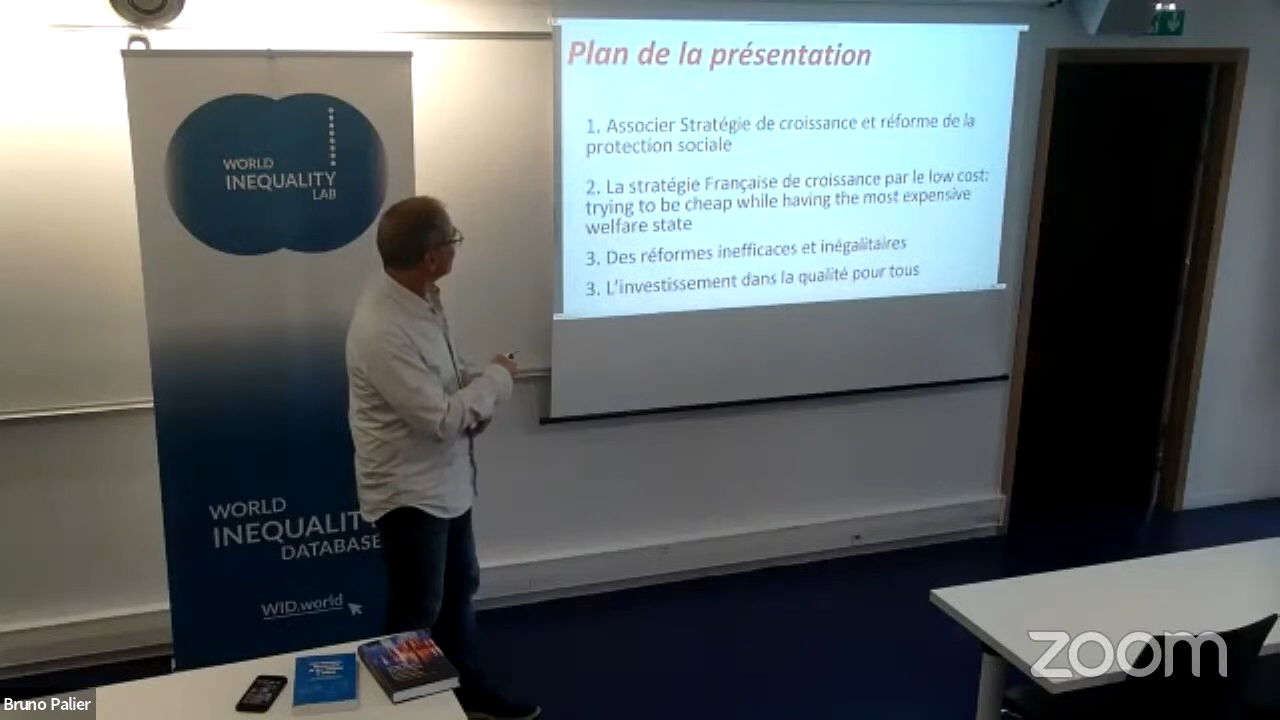 Plan de la présentation
1. Associer Stratégie de croissance et réforme de la
protection sociale
2. La stratégie Française de croissance par le low cost:
trying to be cheap while having the most expensive
welfare state
3. Des réformes inefficaces et inégalitaires
3. L'investissement dans la qualité pour tous
WORLD
INEQUALITY
LAB
WORLD
INEQUALITY
DATABASE
WID.world
zoom
Bruno Palier